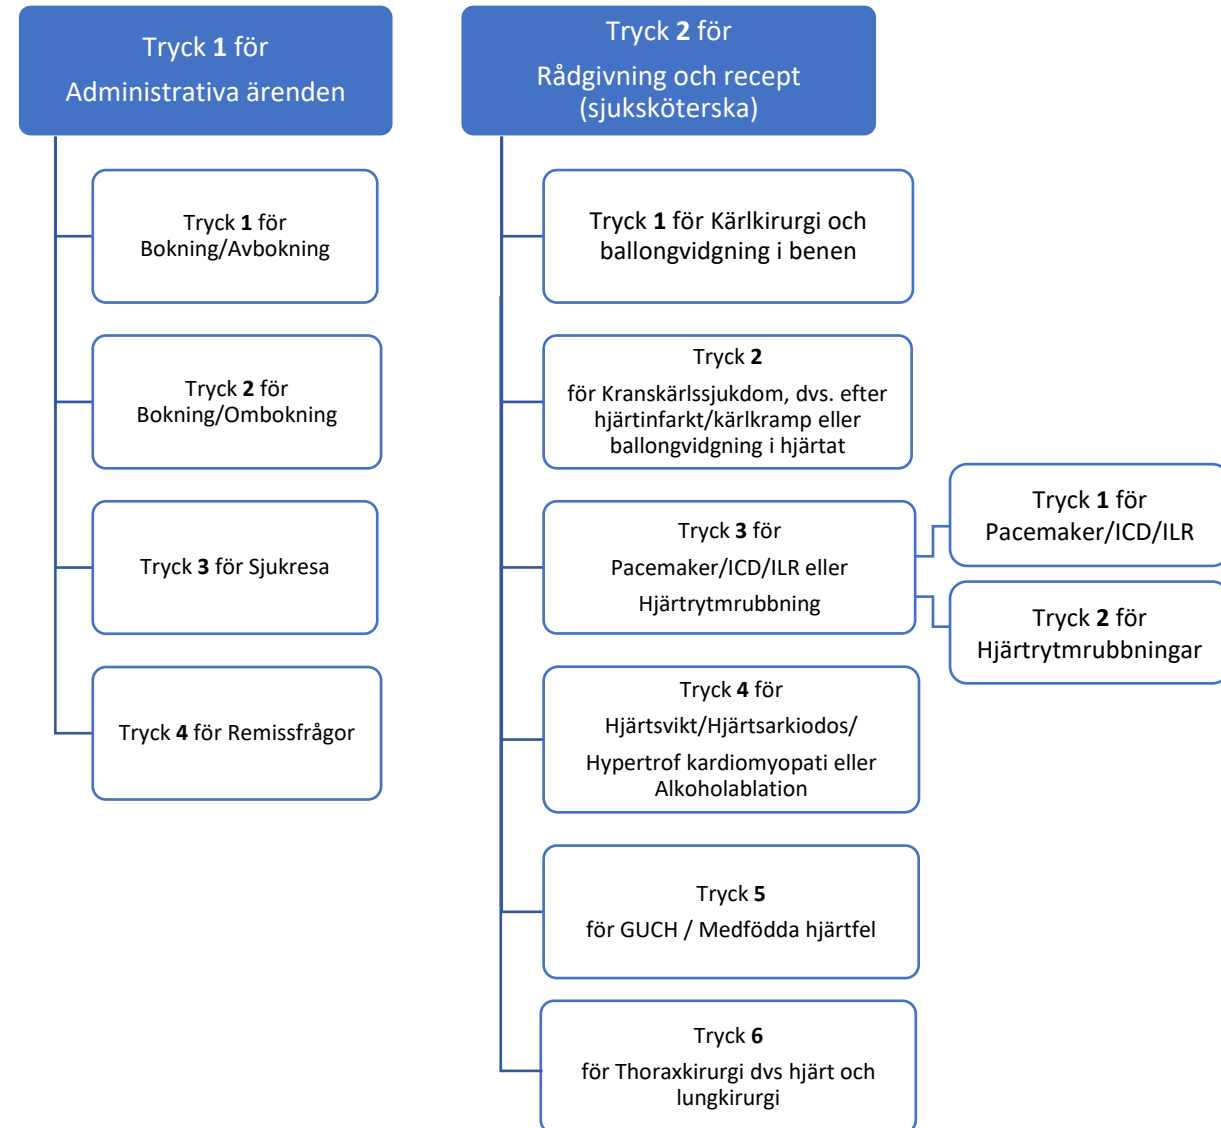 Tryck 1 för
Administrativa ärenden
Tryck 1 för
Bokning/Avbokning
Tryck 2 för
Bokning/Ombokning
Tryck 3 för Sjukresa
Tryck 4 för Remissfrågor
Tryck 2 för
Rådgivning och recept
(sjuksköterska)
Tryck 1 för Kärlkirurgi och
ballongvidgning i benen
Tryck 2
för Kranskärlssjukdom, dvs. efter
hjärtinfarkt/kärlkramp eller
ballongvidgning i hjärtat
Tryck 3 för
Pacemaker/ICD/ILR eller
Hjärtrytmrubbning
Tryck 1 för
Pacemaker/ICD/ILR
Tryck 2 för
Hjärtrytmrubbningar
Tryck 4 för
Hjärtsvikt/Hjärtsarkiodos/
Hypertrof kardiomyopati eller
Alkoholablation
Tryck 5
för GUCH / Medfödda hjärtfel
Tryck 6
för Thoraxkirurgi dvs hjärt och
lungkirurgi